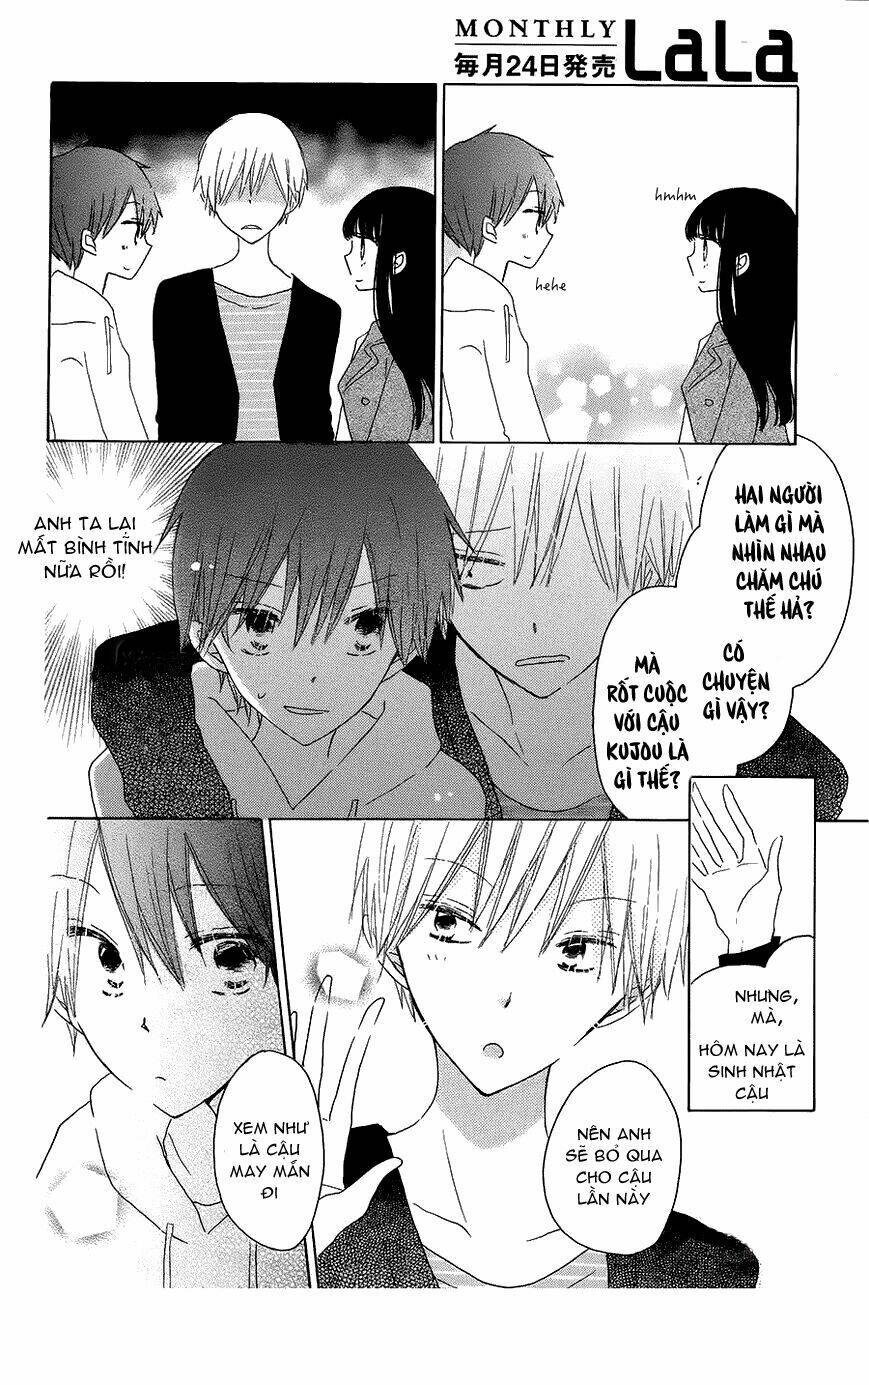 MONTHLY
毎月24日発売 LaLa
hmhm
hehe
HAI NGƯỜI
LÀM GÌ MÀ
NHÌN NHAU
CHĂM CHÚ
THẾ HẢ?
CÓ
CHUYỆN
GÌ VẬY?
MÀ
RỐT CUỘC
VỚI CẬU
KUJOU LÀ
GÌ THẾ?
ANH TA LẠI
MẤT BÌNH TĨNH
NỮA RỒI!
NHƯNG,
MÀ,
HÔM NAY LÀ
SINH NHẬT
CẬU
NÊN ANH
SẼ BỎ QUA
CHO CẬU
LẦN NÀY
XEM NHƯ
LÀ CẬU
MAY MẮN
ĐI